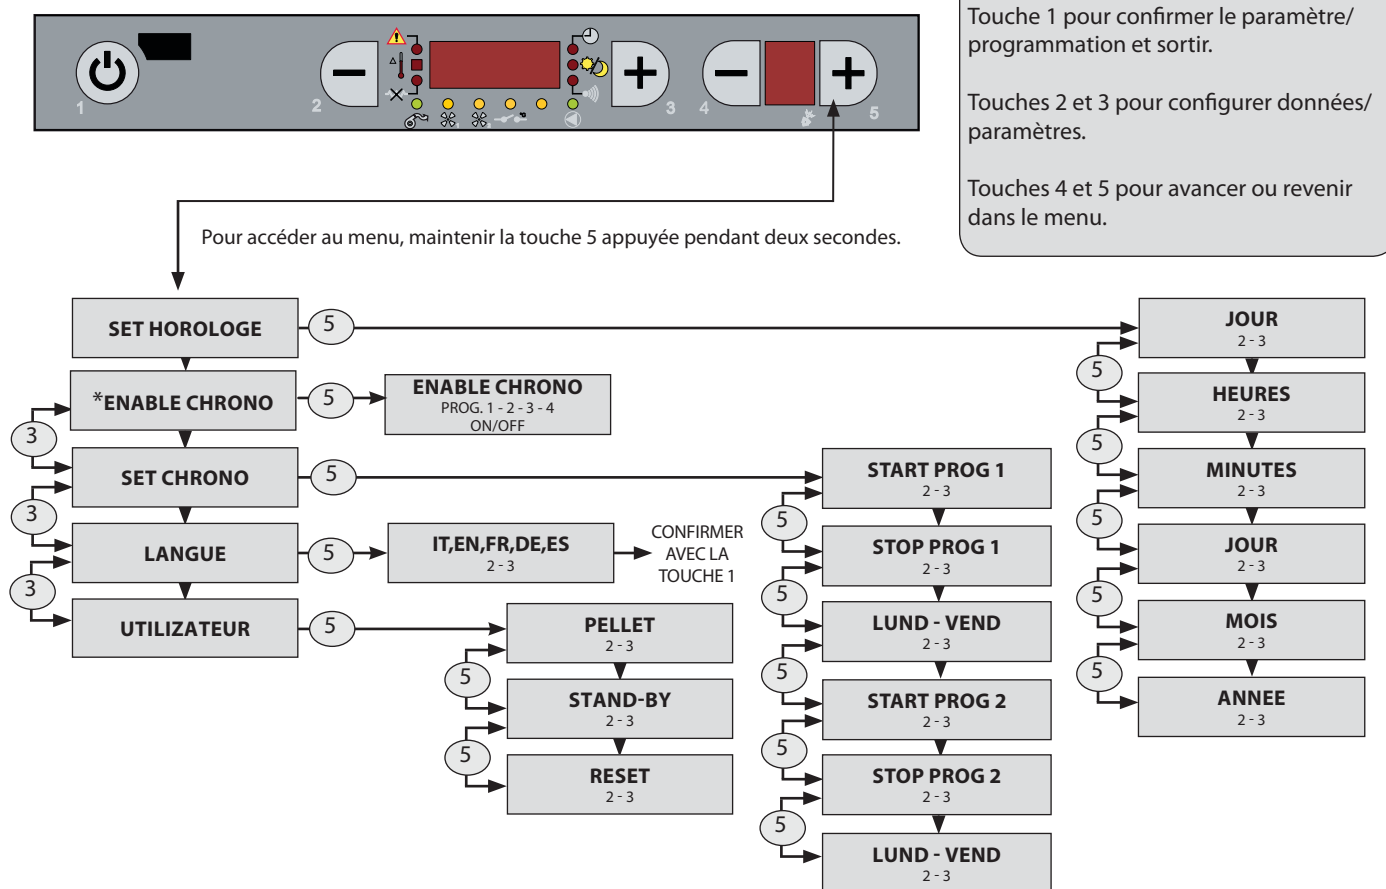 Touche 1 pour confirmer le paramètre/
programmation et sortir.
Touches 2 et 3 pour configurer données/
paramètres.
Touches 4 et 5 pour avancer ou revenir
dans le menu.
1
2
3
4
5
Pour accéder au menu, maintenir la touche 5 appuyée pendant deux secondes.
SET HOROLOGE
5
*ENABLE CHRONO
5
ENABLE CHRONO
PROG. 1 - 2 - 3 - 4
ON/OFF
3
SET CHRONO
5
3
LANGUE
5
IT,EN,FR,DE,ES
2 - 3
CONFIRMER
AVEC LA
TOUCHE 1
3
UTILIZATEUR
5
PELLET
2 - 3
5
STAND-BY
2 - 3
5
RESET
2 - 3
START PROG 1
2 - 3
5
STOP PROG 1
2 - 3
5
LUND - VEND
2 - 3
5
START PROG 2
2 - 3
5
STOP PROG 2
2 - 3
5
LUND - VEND
2 - 3
JOUR
2 - 3
5
HEURES
2 - 3
5
MINUTES
2 - 3
5
JOUR
2 - 3
5
MOIS
2 - 3
5
ANNEE
2 - 3